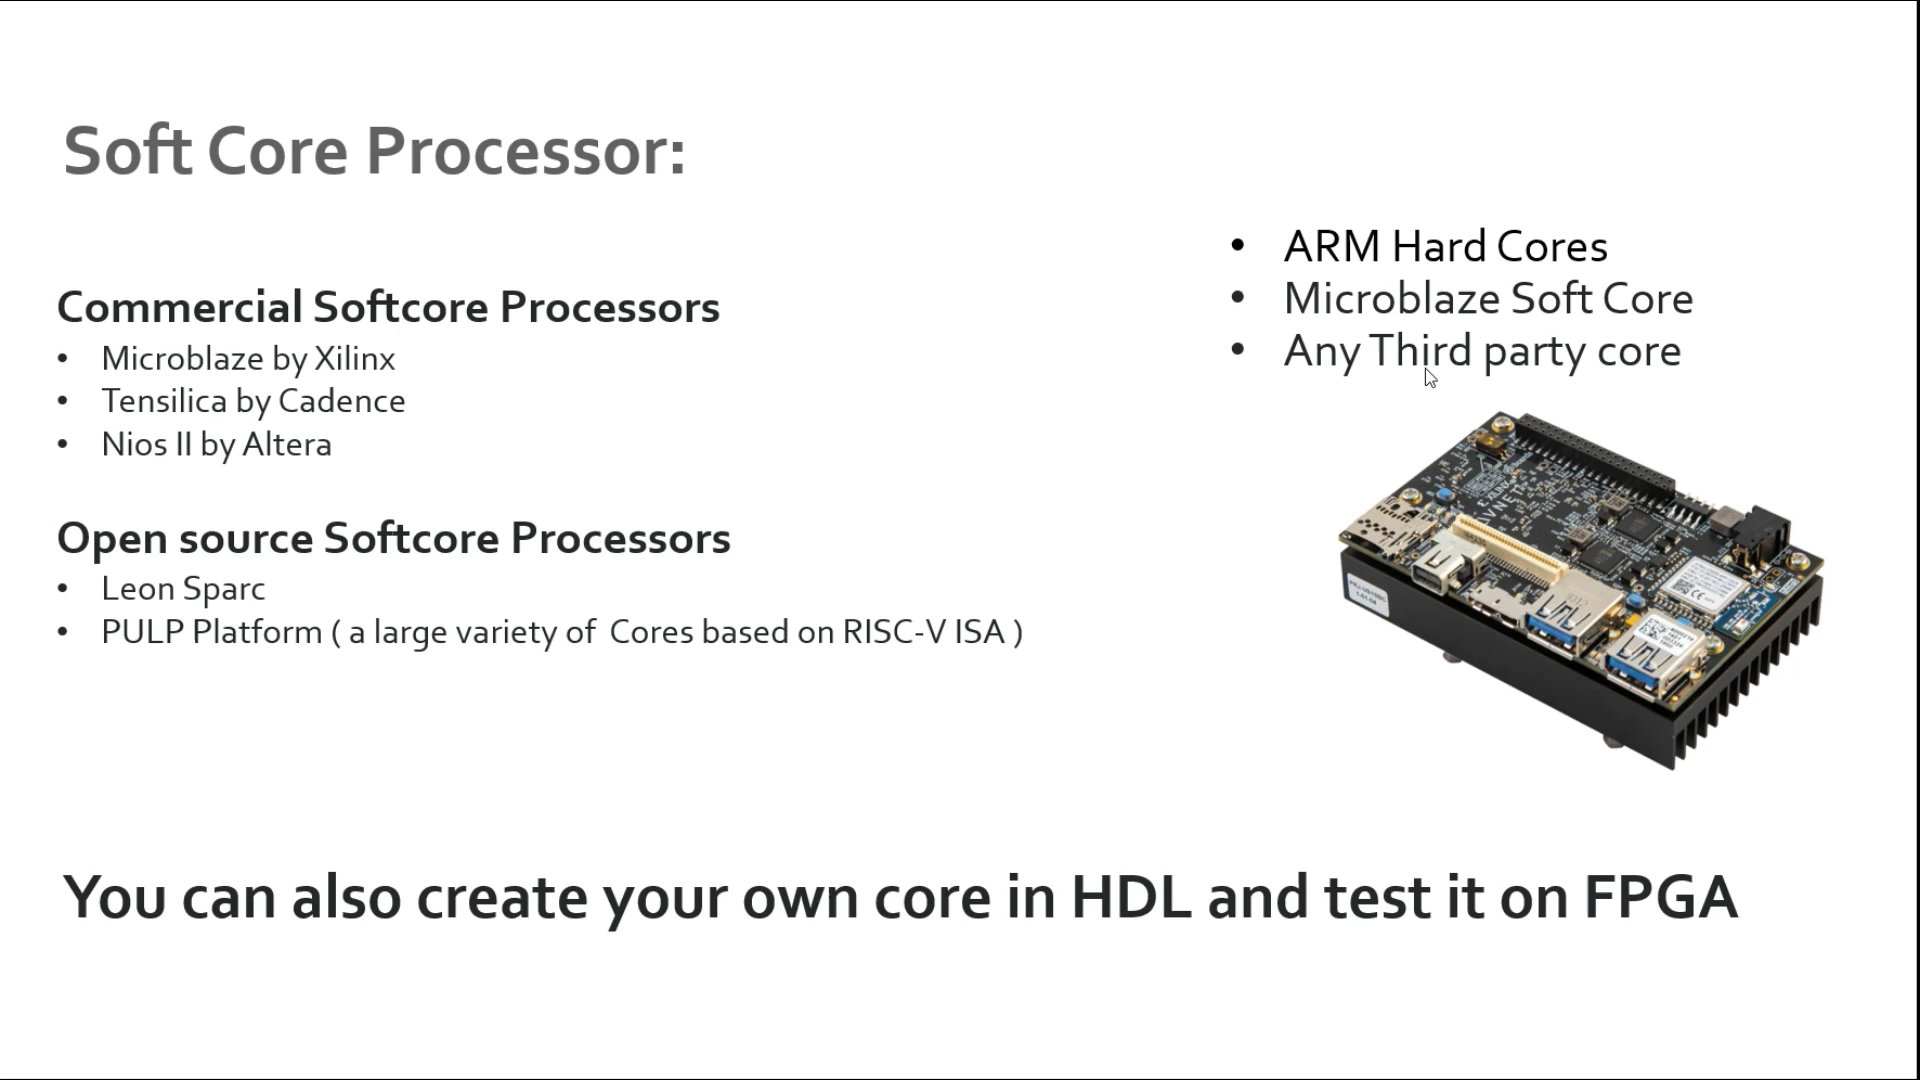 Soft Core Processor:
Commercial Softcore Processors
• Microblaze by Xilinx
• Tensilica by Cadence
• Nios II by Altera
Open source Softcore Processors
• Leon Sparc
• PULP Platform ( a large variety of  Cores based on RISC-V ISA )
• ARM Hard Cores
• Microblaze Soft Core
• Any Third party core
You can also create your own core in HDL and test it on FPGA